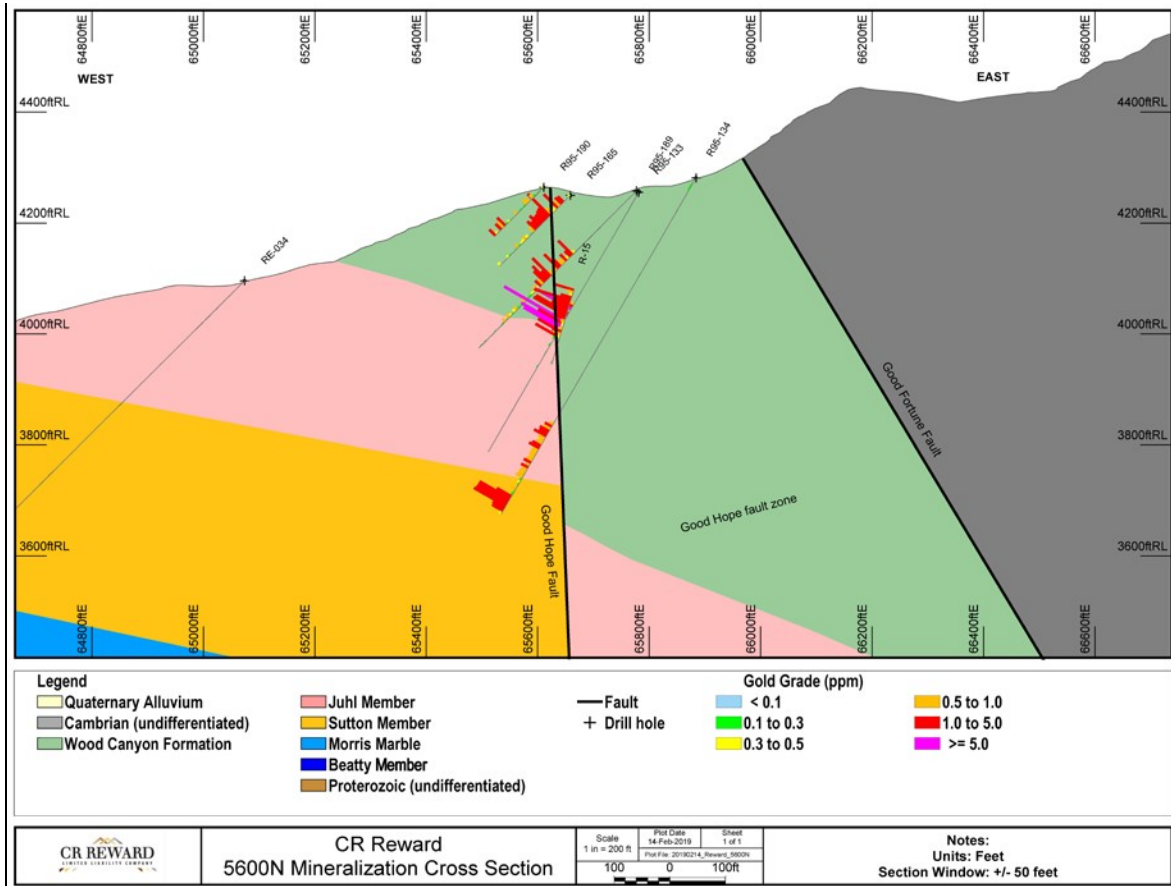 64800ftE
65000ftE
65200ftE
65400ftE
65600ftE
65800ftE
66000ftE
66200ftE
66400ftE
66600ftE
WEST
EAST
4400ftRL
4400ftRL
R95-190
R95-165
R95-189
R95-133
R95-134
4200ftRL
4200ftRL
RE-034
R-15
4000ftRL
4000ftRL
Good Fortune Fault
3800ftRL
3800ftRL
Good Hope Fault
Good Hope fault zone
3600ftRL
3600ftRL
64800ftE
65000ftE
65200ftE
65400ftE
65600ftE
65800ftE
66000ftE
66200ftE
66400ftE
66600ftE
Legend
Quaternary Alluvium
Cambrian (undifferentiated)
Wood Canyon Formation
Juhl Member
Sutton Member
Morris Marble
Beatty Member
Proterozoic (undifferentiated)
Fault
Drill hole
Gold Grade (ppm)
< 0.1
0.1 to 0.3
0.3 to 0.5
0.5 to 1.0
1.0 to 5.0
>= 5.0
CR REWARD
LIMITED LIABILITY COMPANY
CR Reward
5600N Mineralization Cross Section
Scale
1 in = 200 ft
Plot Date
14-Feb-2019
Sheet
1 of 1
Plot File: 20190214_Reward_5600N
100 0 100ft
Notes:
Units: Feet
Section Window: +/- 50 feet